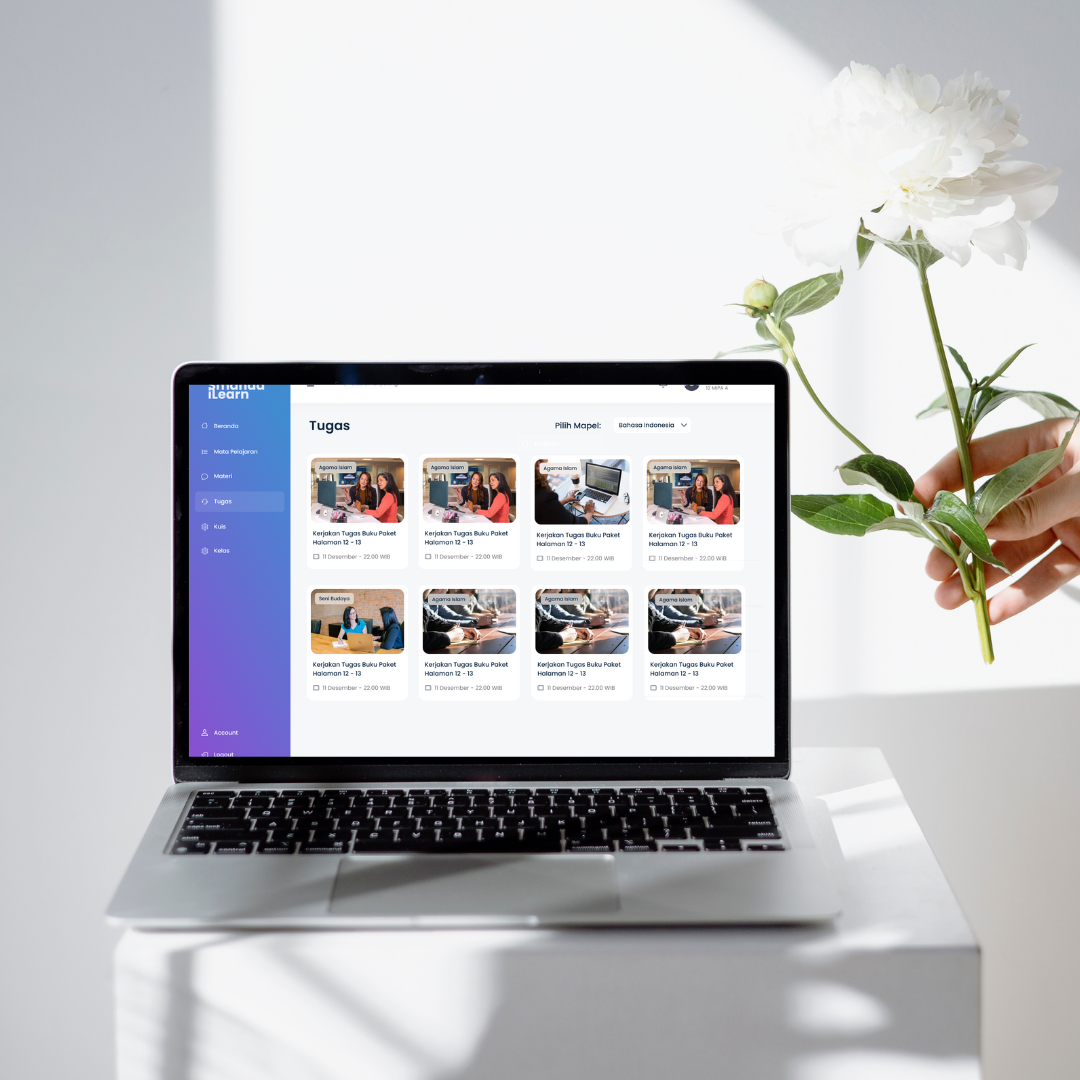 iLearn
12 MIPA 4
Beranda
Mata Pelajaran
Materi
Tugas
Kuis
Kelas
Account
Logout
Tugas
Pilih Mapel:
Bahasa Indonesia
Agama Islam
Kerjakan Tugas Buku Paket
Halaman 12 - 13
11 Desember - 22.00 WIB
Agama Islam
Kerjakan Tugas Buku Paket
Halaman 12 - 13
11 Desember - 22.00 WIB
Agama Islam
Kerjakan Tugas Buku Paket
Halaman 12 - 13
11 Desember - 22.00 WIB
Agama Islam
Kerjakan Tugas Buku Paket
Halaman 12 - 13
11 Desember - 22.00 WIB
Seni Budaya
Kerjakan Tugas Buku Paket
Halaman 12 - 13
11 Desember - 22.00 WIB
Agama Islam
Kerjakan Tugas Buku Paket
Halaman 12 - 13
11 Desember - 22.00 WIB
Agama Islam
Kerjakan Tugas Buku Paket
Halaman 12 - 13
11 Desember - 22.00 WIB
Agama Islam
Kerjakan Tugas Buku Paket
Halaman 12 - 13
11 Desember - 22.00 WIB
delete
return